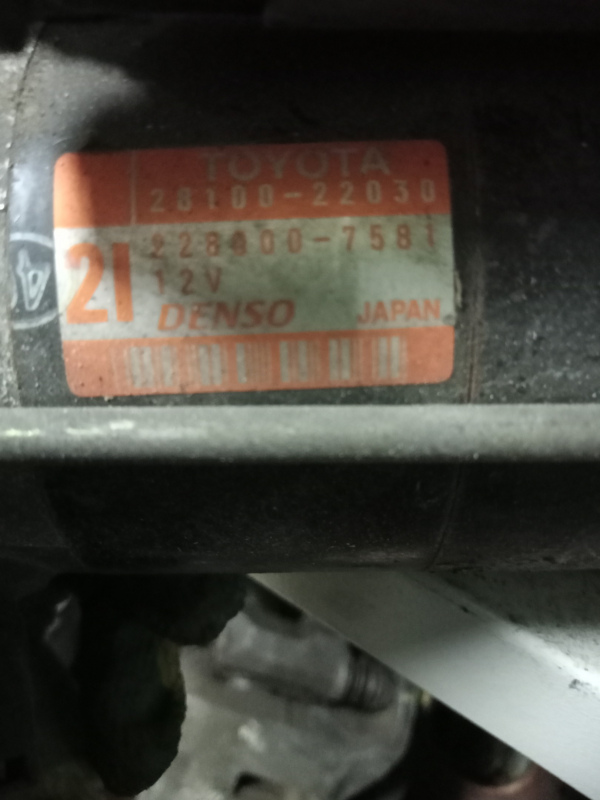 TOYOTA
28100-22030
228000-7581
21
12V
DENSO JAPAN